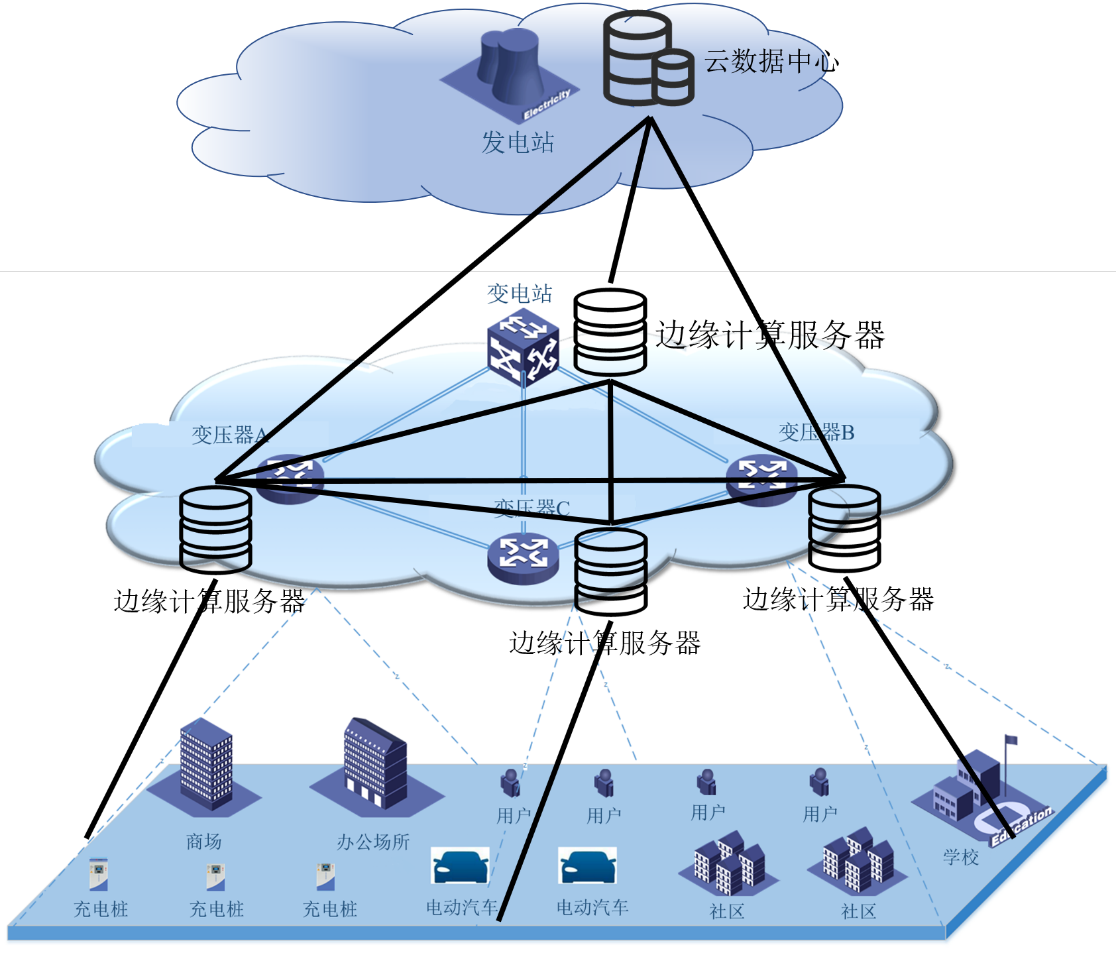 云数据中心
Electricity
发电站
变电站
边缘计算服务器
变压器A
变压器B
变压器C
边缘计算服务器
边缘计算服务器
边缘计算服务器
用户
用户
用户
用户
Education
商场
办公场所
学校
充电桩
充电桩
充电桩
电动汽车
电动汽车
社区
社区